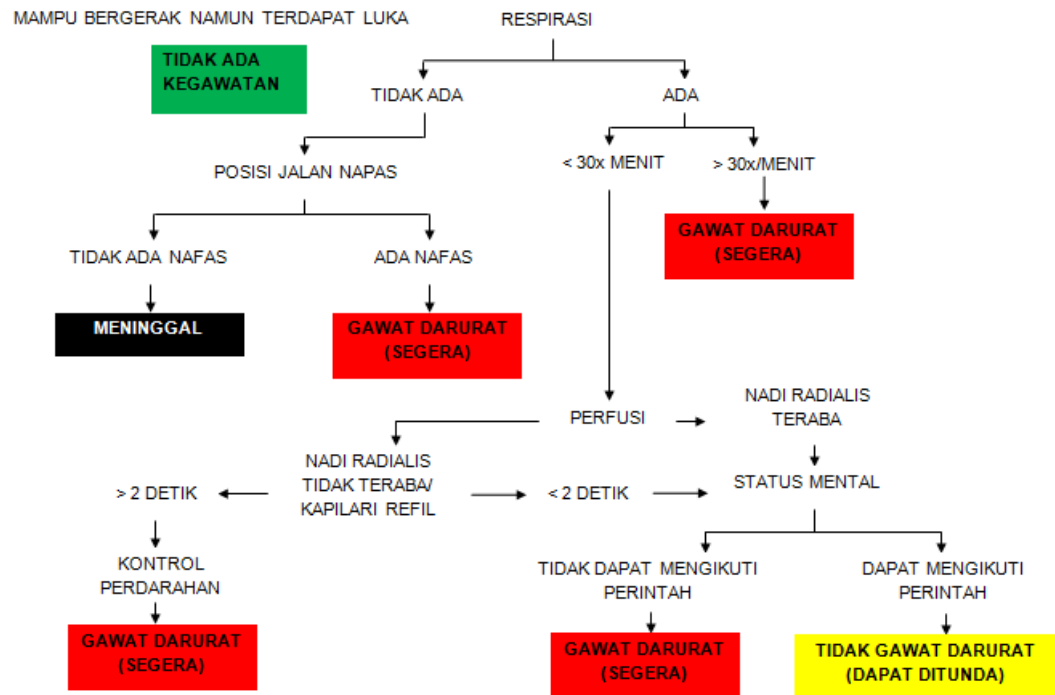 MAMPU BERGERAK NAMUN TERDAPAT LUKA
RESPIRASI
TIDAK ADA
KEGAWATAN
TIDAK ADA
ADA
POSISI JALAN NAPAS
< 30x MENIT
> 30x/MENIT
GAWAT DARURAT
(SEGERA)
TIDAK ADA NAFAS
ADA NAFAS
MENINGGAL
GAWAT DARURAT
(SEGERA)
PERFUSI
NADI RADIALIS
TERABA
NADI RADIALIS
TIDAK TERABA/
KAPILARI REFIL
> 2 DETIK
< 2 DETIK
STATUS MENTAL
KONTROL
PERDARAHAN
TIDAK DAPAT MENGIKUTI
PERINTAH
DAPAT MENGIKUTI
PERINTAH
GAWAT DARURAT
(SEGERA)
GAWAT DARURAT
(SEGERA)
TIDAK GAWAT DARURAT
(DAPAT DITUNDA)